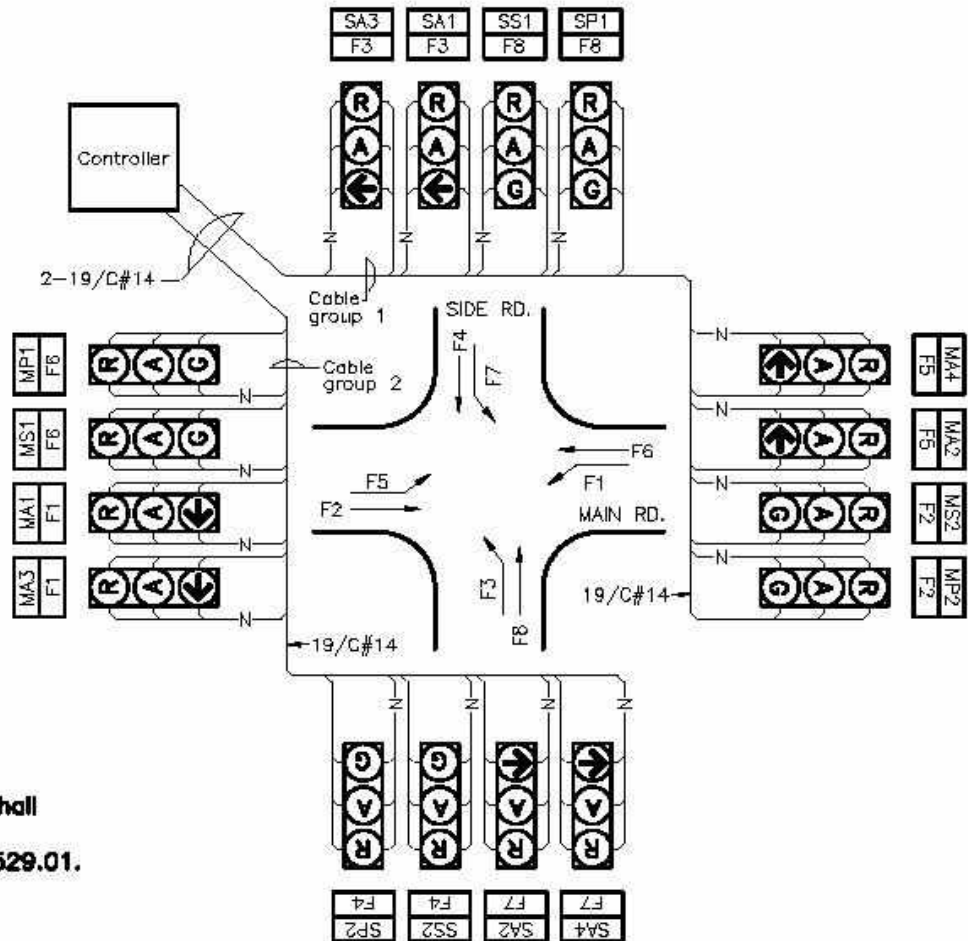 SA3 SA1 SS1 SP1
F3 F3 F8 F8
R R R R
A A A A
G G
Controller
N N N N
2-19/C#14
Cable group 1
SIDE RD.
F4
F7
Cable group 2
MP1 F6
R A G
N
MS1 F6
R A G
N
MA1 F1
R A
N
MA3 F1
R A
N
F5
F2
F6
F1
MAIN RD.
F3
F8
N
A R
MA4 F5
N
A R
MA2 F5
N
G A R
MS2 F2
N
G A R
MP2 F2
19/C#14
19/C#14
N N N N
G G
A A A A
R R R R
F4 F4 F7 F7
SP2 SS2 SA2 SA4
hall
529.01.